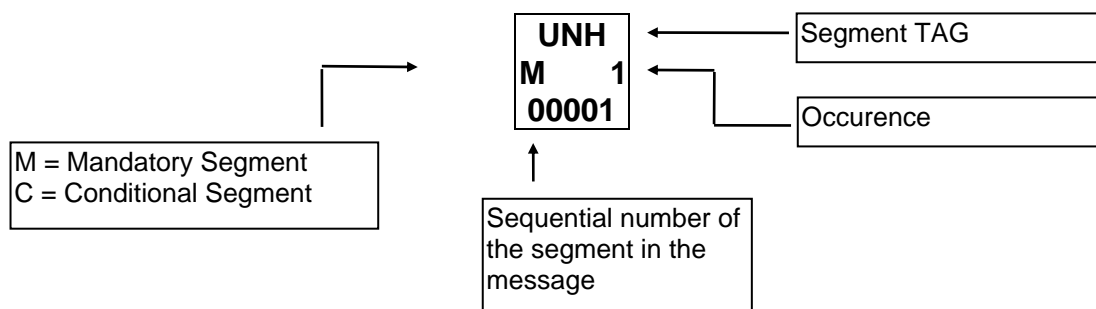 UNH
M 1
00001
Segment TAG
Occurence
M = Mandatory Segment
C = Conditional Segment
Sequential number of
the segment in the
message